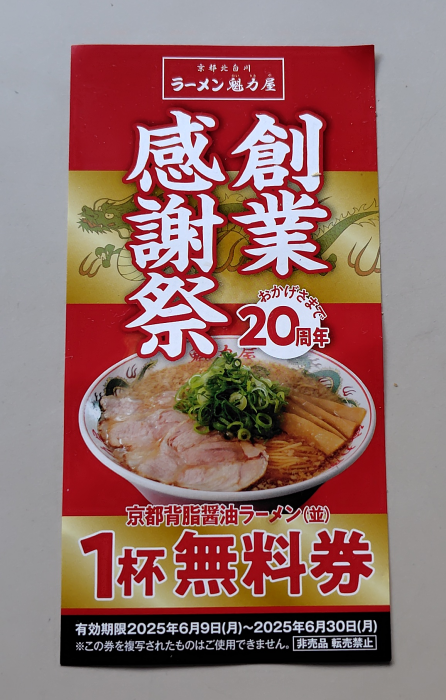 京都北白川
ラーメン魁力屋
創業
感謝祭
おかげさまで
20周年
魁力屋
京都背脂醤油ラーメン(並)
1杯無料券
有効期限2025年6月9日(月)～2025年6月30日(月)
※この券を複写されたものはご使用できません。 非売品 転売禁止